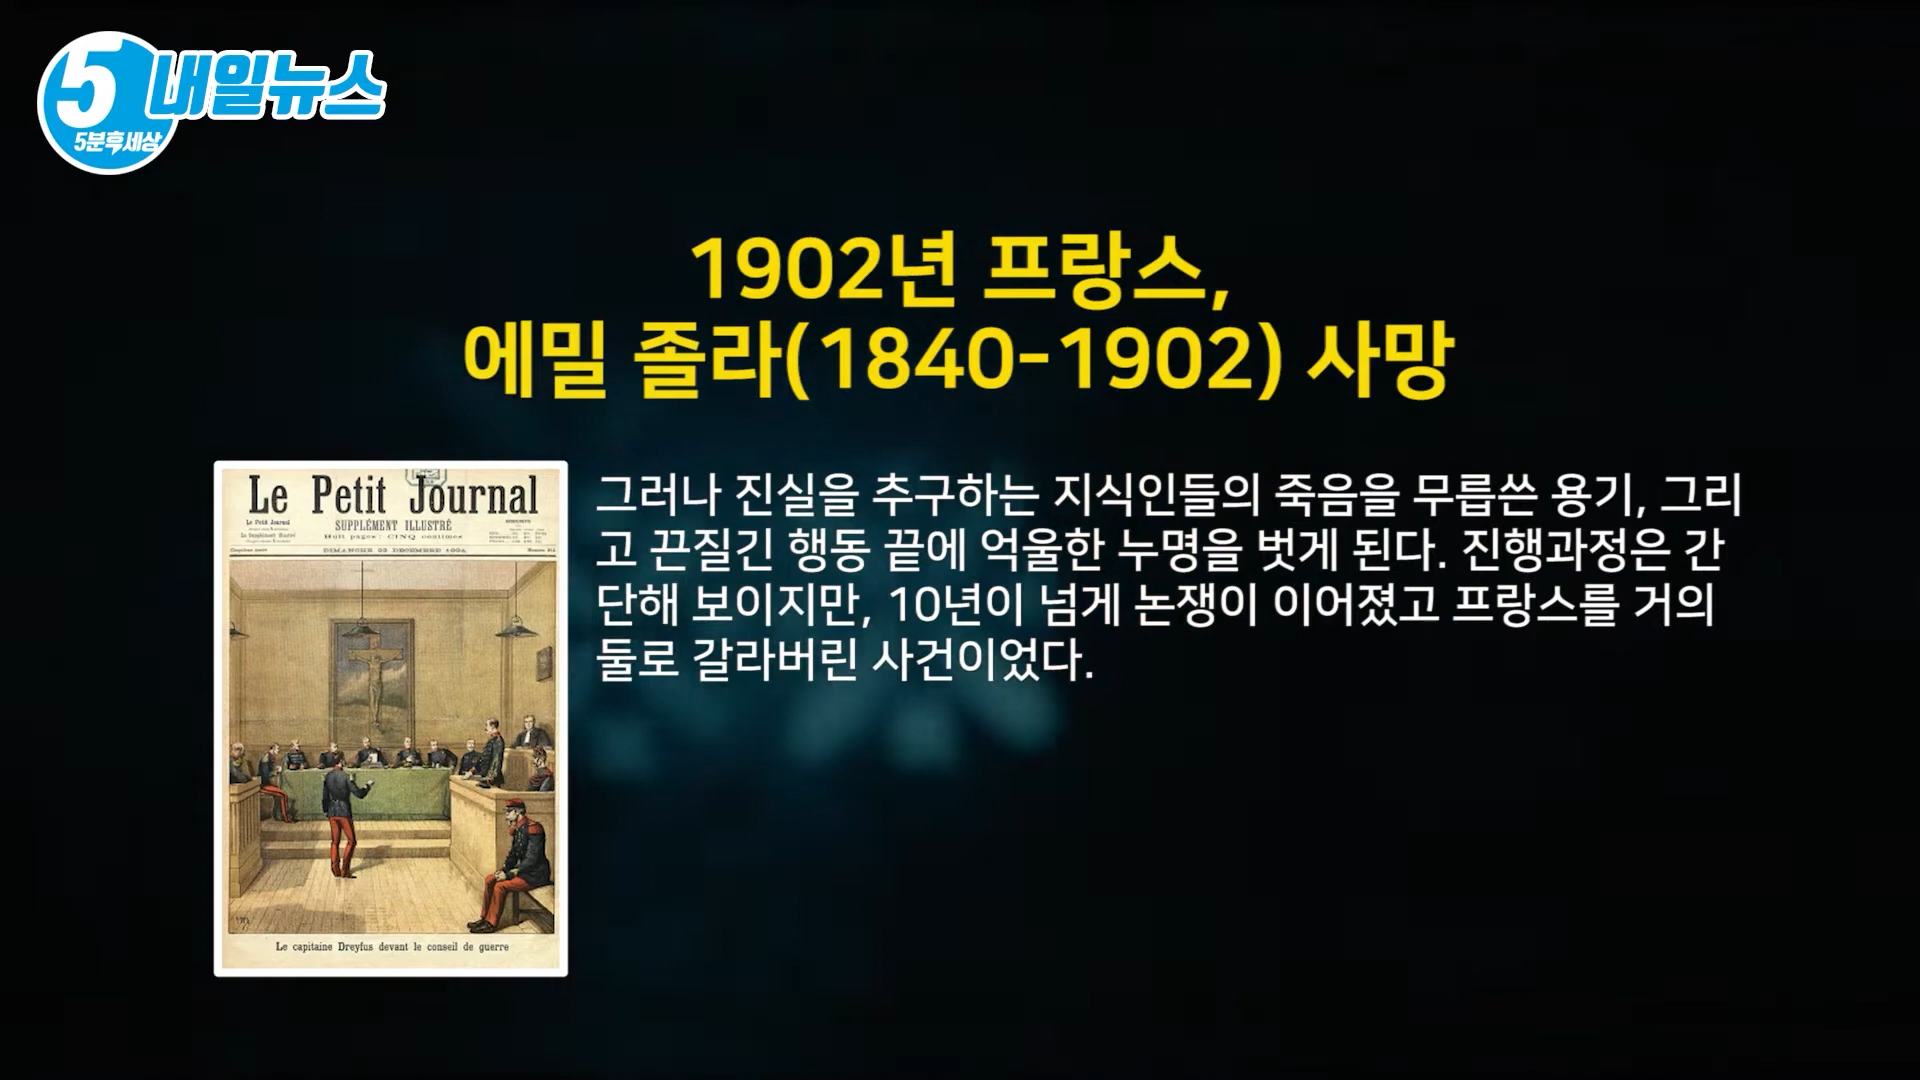 5 내일뉴스
5분후세상
1902년 프랑스,
에밀 졸라(1840-1902) 사망
그러나 진실을 추구하는 지식인들의 죽음을 무릅쓴 용기, 그리
고 끈질긴 행동 끝에 억울한 누명을 벗게 된다. 진행과정은 간
단해 보이지만, 10년이 넘게 논쟁이 이어졌고 프랑스를 거의
둘로 갈라버린 사건이었다.
Le Petit Journal
SUPPLÉMENT ILLUSTRÉ
Huit pages: CINQ centimes
Le capitaine Dreyfus devant le conseil de guerre